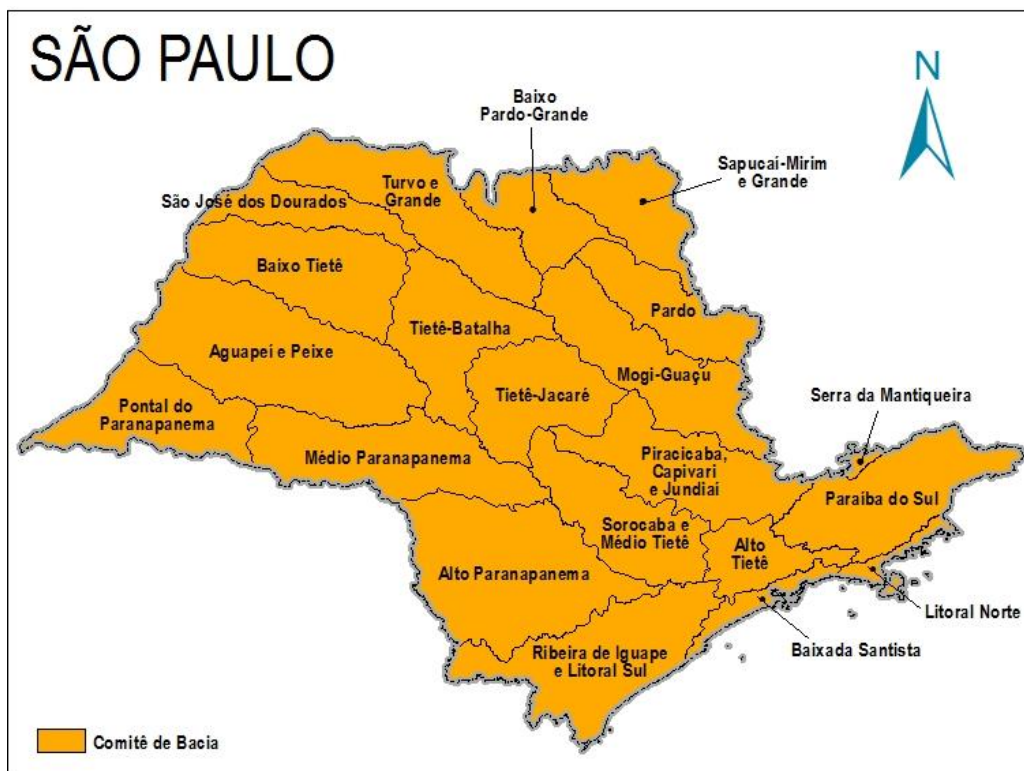 SÃO PAULO
N
Baixo
Pardo-Grande
Sapucaí-Mirim
e Grande
Turvo e
Grande
São José dos Dourados
Baixo Tietê
Pardo
Tietê-Batalha
Aguapeí e Peixe
Mogi-Guaçu
Tietê-Jacaré
Serra da Mantiqueira
Pontal do
Paranapanema
Médio Paranapanema
Piracicaba,
Capivari
e Jundiaí
Paraíba do Sul
Sorocaba e
Médio Tietê
Alto
Tietê
Alto Paranapanema
Litoral Norte
Baixada Santista
Ribeira de Iguape
e Litoral Sul
Comitê de Bacia